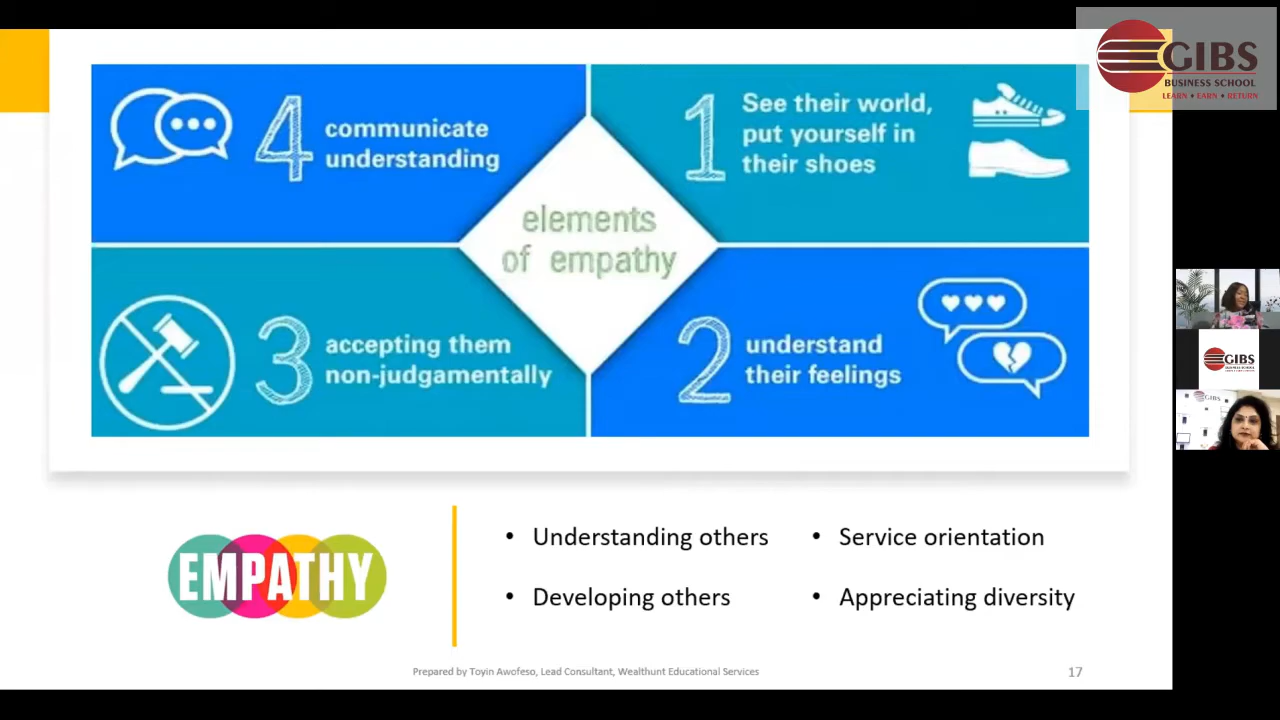 GIBS
BUSINESS SCHOOL
LEARN • EARN • RETURN
4
communicate
understanding
1
See their world,
put yourself in
their shoes
elements
of empathy
3
accepting them
non-judgamentally
2
understand
their feelings
GIBS
GIBS
EMPATHY
• Understanding others
• Service orientation
• Developing others
• Appreciating diversity
Prepared by Toyin Awofeso, Lead Consultant, Wealthunt Educational Services
17